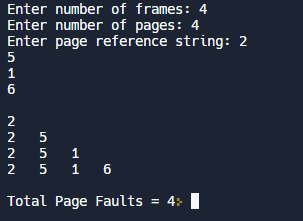 Enter number of frames: 4
Enter number of pages: 4
Enter page reference string: 2
5
1
6
2
2 5
2 5 1
2 5 1 6
Total Page Faults = 4